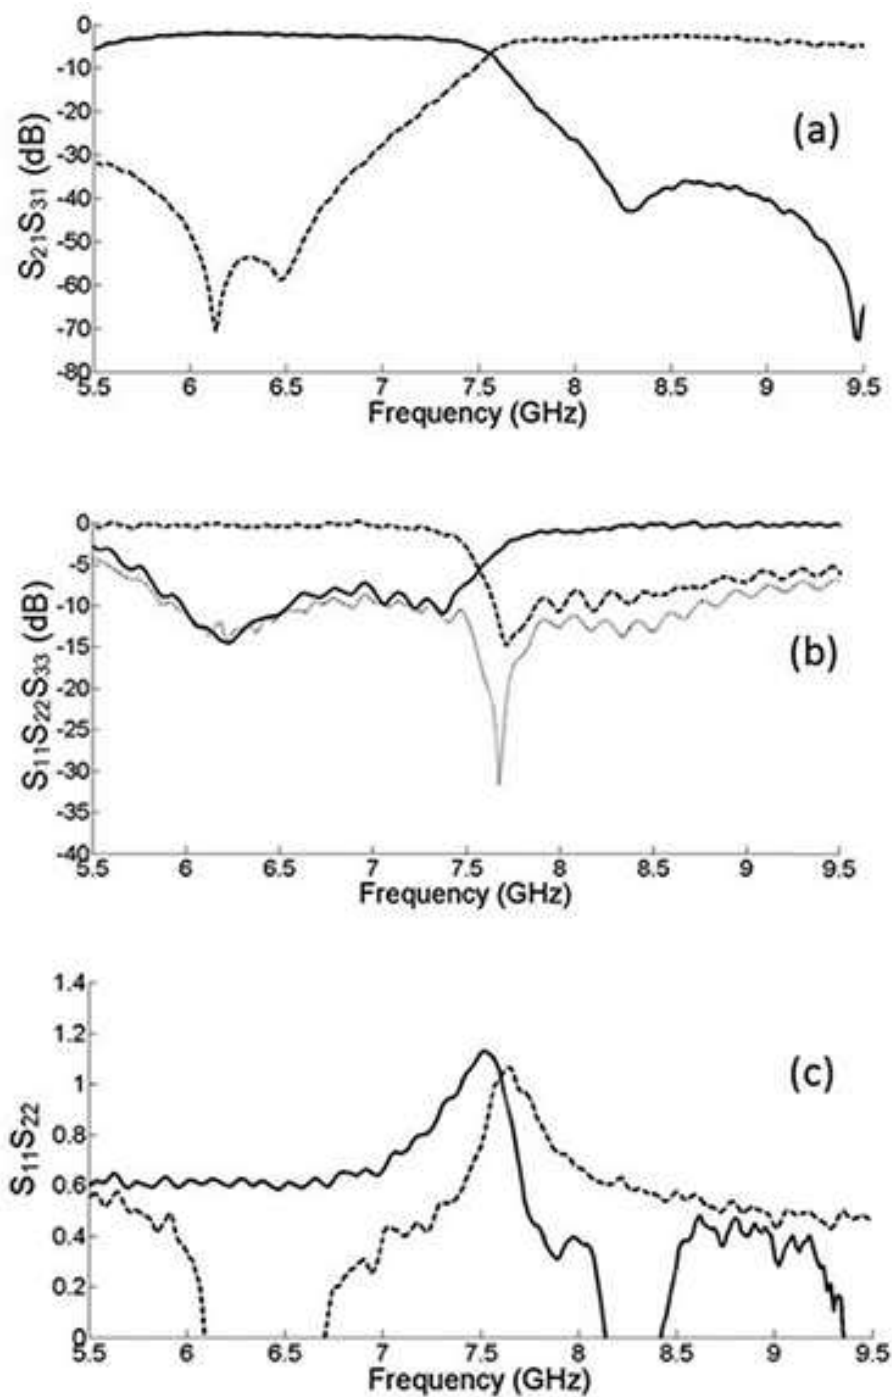 0
-10
-20
-30
-40
-50
-60
-70
-80
S21S31 (dB)
(a)
5.5 6 6.5 7 7.5 8 8.5 9 9.5
Frequency (GHz)
0
-5
-10
-15
-20
-25
-30
-35
-40
S11S22S33 (dB)
(b)
5.5 6 6.5 7 7.5 8 8.5 9 9.5
Frequency (GHz)
1.4
1.2
1
0.8
0.6
0.4
0.2
0
S11S22
(c)
5.5 6 6.5 7 7.5 8 8.5 9 9.5
Frequency (GHz)